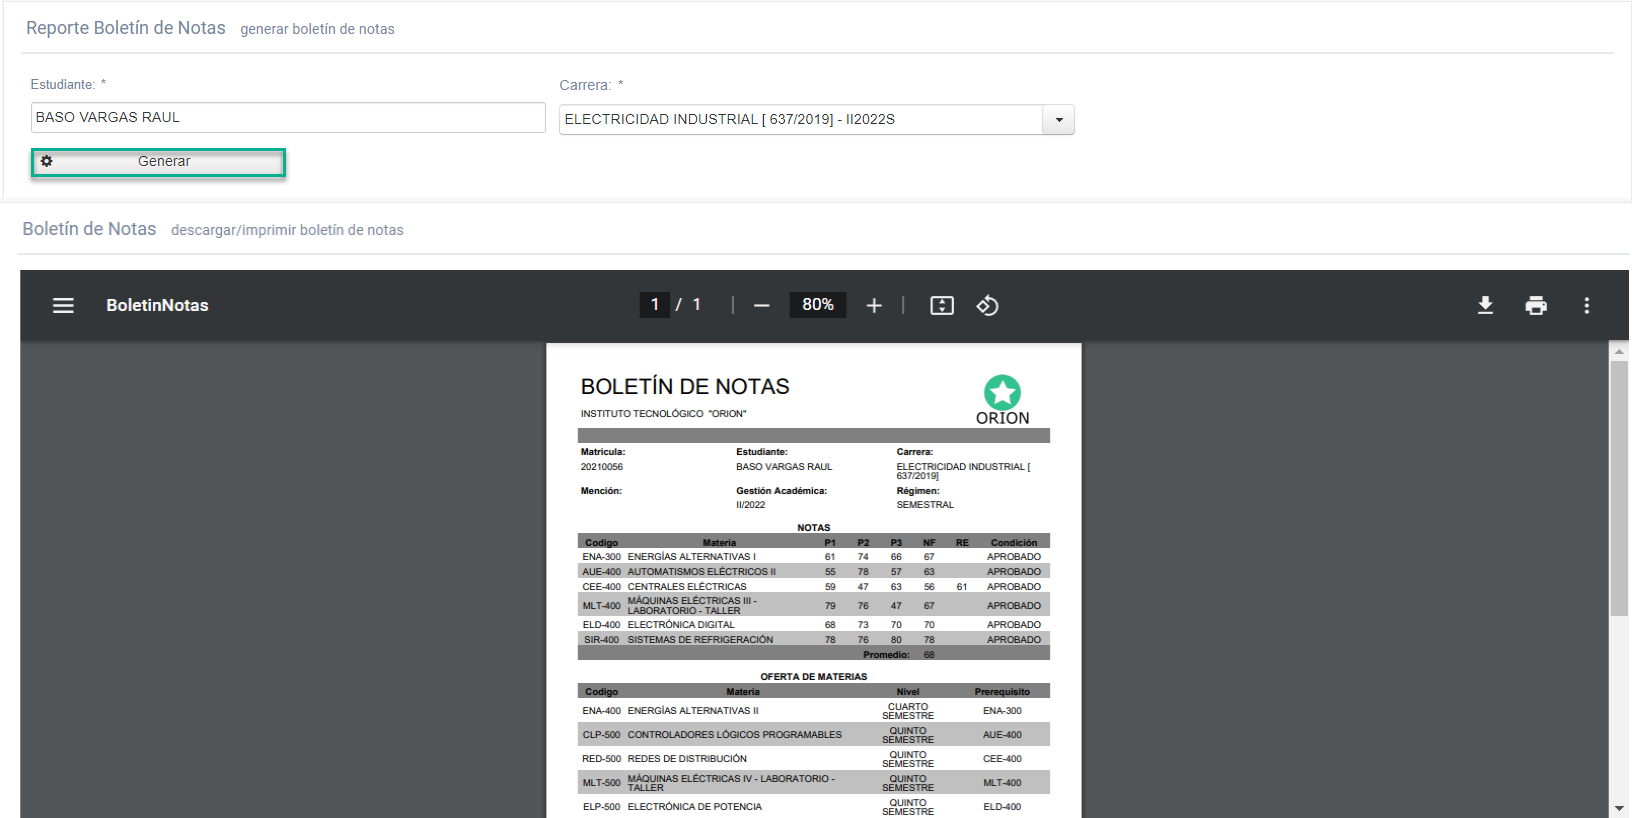 Reporte Boletín de Notas generar boletín de notas
Estudiante: * Carrera: *
BASO VARGAS RAUL ELECTRICIDAD INDUSTRIAL [ 637/2019] - II2022S
Generar
Boletín de Notas descargar/imprimir boletín de notas
BoletinNotas 1 / 1 80%
BOLETÍN DE NOTAS
INSTITUTO TECNOLÓGICO "ORION"
ORION
Matricula: Estudiante: Carrera:
20210056 BASO VARGAS RAUL ELECTRICIDAD INDUSTRIAL [
637/2019]
Mención: Gestión Académica: Régimen:
II/2022 SEMESTRAL
NOTAS
Codigo Materia P1 P2 P3 NF RE Condición
ENA-300 ENERGÍAS ALTERNATIVAS I 61 74 66 67 APROBADO
AUE-400 AUTOMATISMOS ELÉCTRICOS II 55 78 57 63 APROBADO
CEE-400 CENTRALES ELÉCTRICAS 59 47 63 56 61 APROBADO
MLT-400 MÁQUINAS ELÉCTRICAS III -
LABORATORIO - TALLER 79 76 47 67 APROBADO
ELD-400 ELECTRÓNICA DIGITAL 68 73 70 70 APROBADO
SIR-400 SISTEMAS DE REFRIGERACIÓN 78 76 80 78 APROBADO
Promedio: 68
OFERTA DE MATERIAS
Codigo Materia Nivel Prerequisito
ENA-400 ENERGÍAS ALTERNATIVAS II CUARTO
SEMESTRE ENA-300
CLP-500 CONTROLADORES LÓGICOS PROGRAMABLES QUINTO
SEMESTRE AUE-400
RED-500 REDES DE DISTRIBUCIÓN QUINTO
SEMESTRE CEE-400
MLT-500 MÁQUINAS ELÉCTRICAS IV - LABORATORIO -
TALLER QUINTO
SEMESTRE MLT-400
ELP-500 ELECTRÓNICA DE POTENCIA QUINTO
SEMESTRE ELD-400